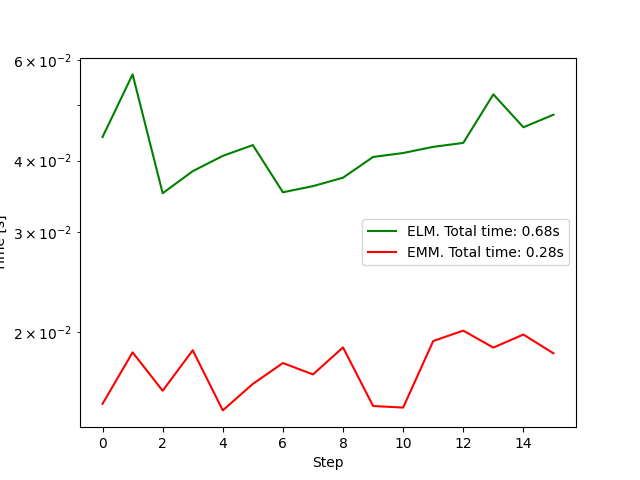 6 × 10⁻²
4 × 10⁻²
3 × 10⁻²
2 × 10⁻²
Time [s]
ELM. Total time: 0.68s
EMM. Total time: 0.28s
0 2 4 6 8 10 12 14
Step